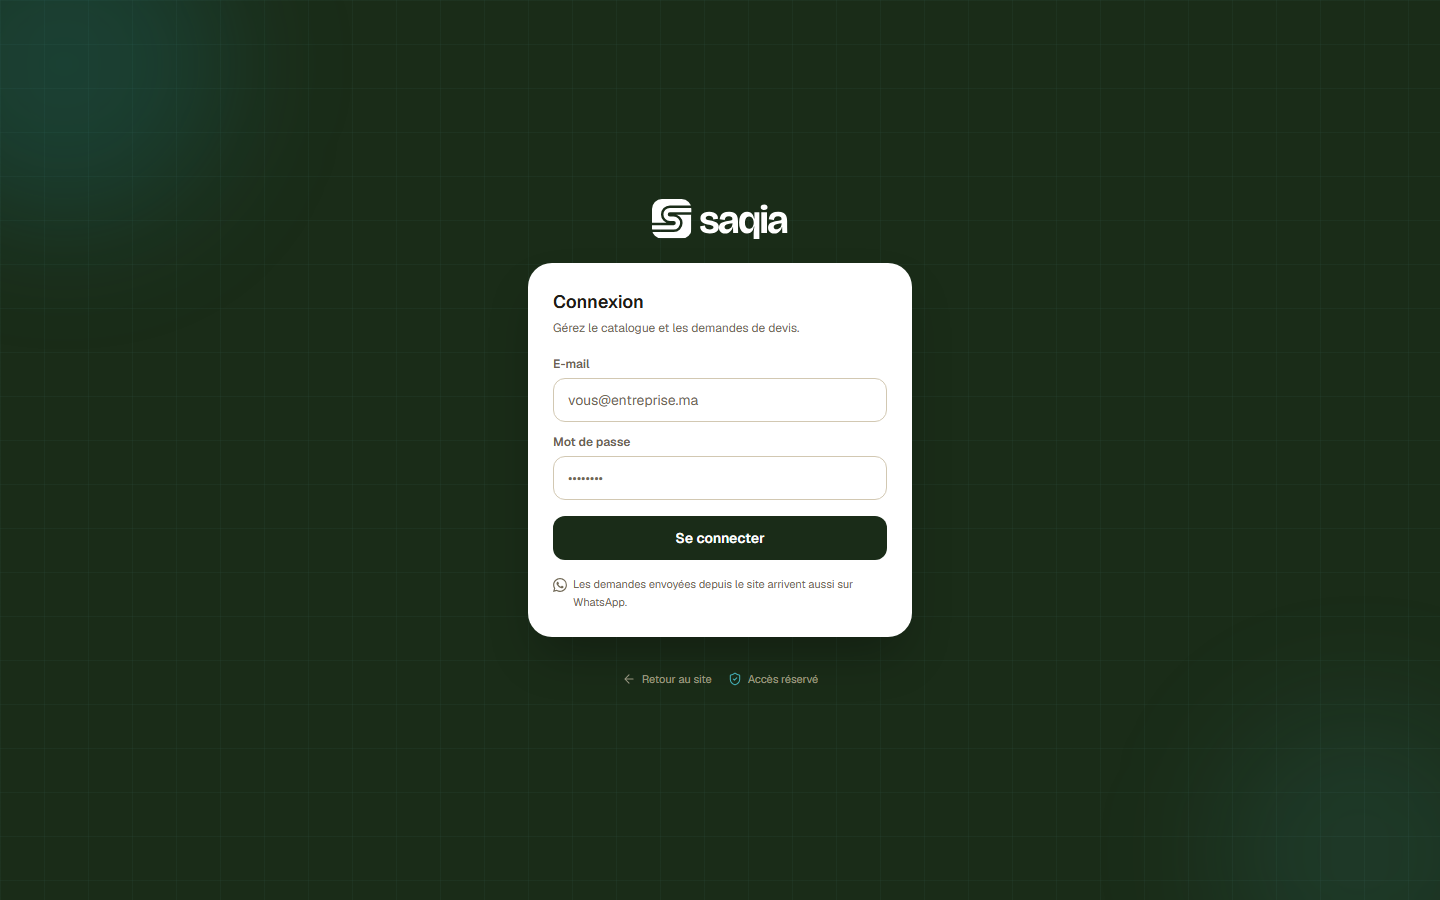 saqia
Connexion
Gérez le catalogue et les demandes de devis.
E-mail
vous@entreprise.ma
Mot de passe
••••••••
Se connecter
Les demandes envoyées depuis le site arrivent aussi sur
WhatsApp.
Retour au site
Accès réservé